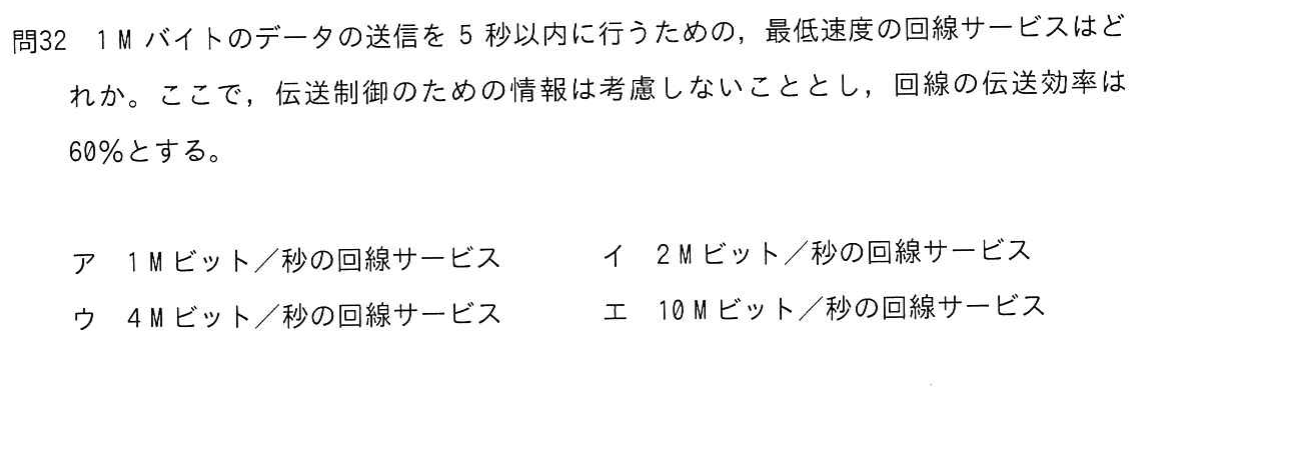 問32 1Mバイトのデータの送信を5秒以内に行うための，最低速度の回線サービスはど
れか。ここで，伝送制御のための情報は考慮しないこととし，回線の伝送効率は
60％とする。
ア 1Mビット／秒の回線サービス イ 2Mビット／秒の回線サービス
ウ 4Mビット／秒の回線サービス エ 10Mビット／秒の回線サービス